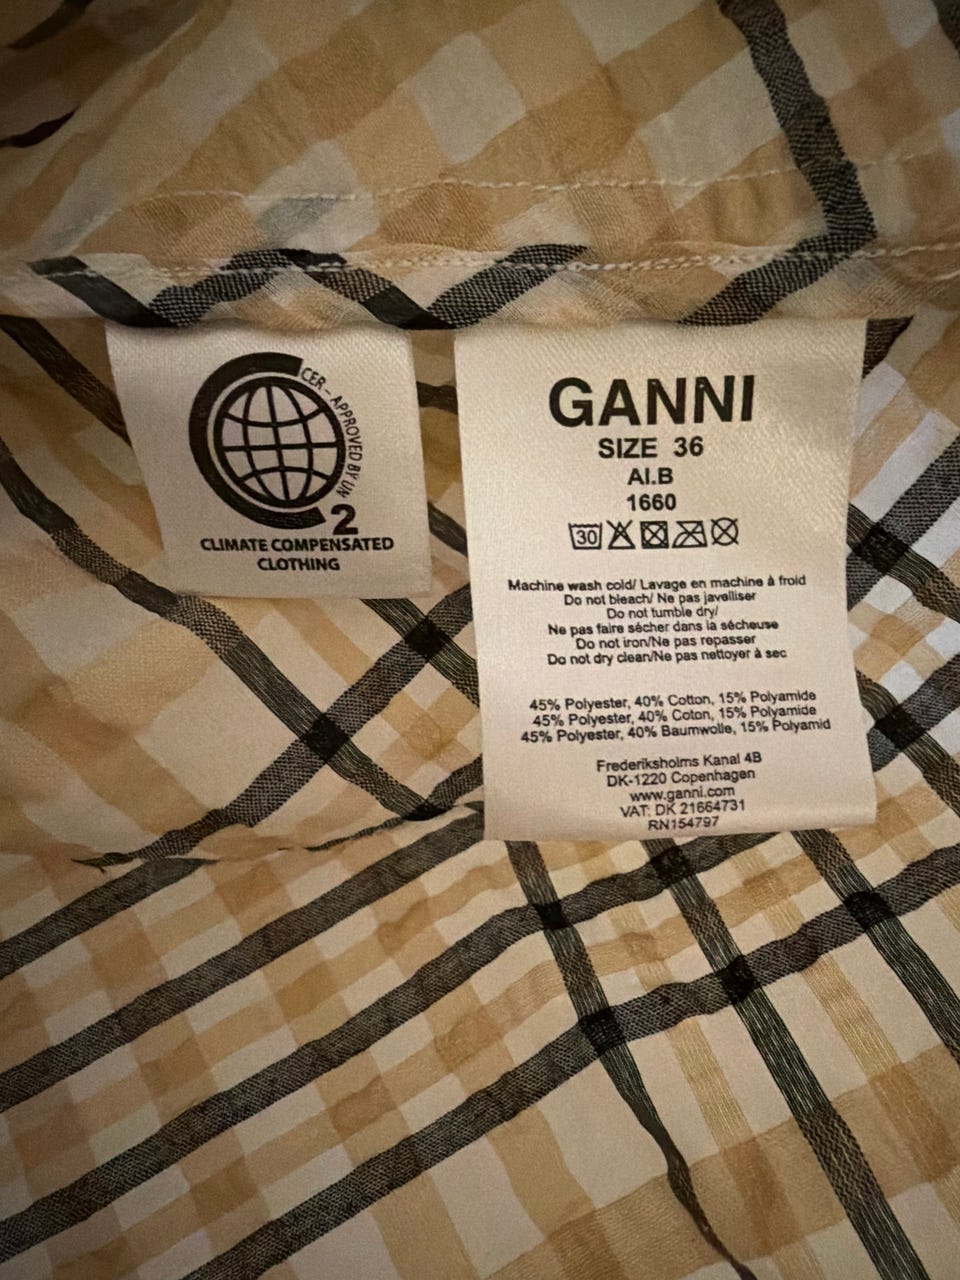 CER - APPROVED BY UN
2
CLIMATE COMPENSATED
CLOTHING
GANNI
SIZE 36
AI.B
1660
30
Machine wash cold/ Lavage en machine à froid
Do not bleach/ Ne pas javelliser
Do not tumble dry/
Ne pas faire sécher dans la sécheuse
Do not iron/Ne pas repasser
Do not dry clean/Ne pas nettoyer à sec
45% Polyester, 40% Cotton, 15% Polyamide
45% Polyester, 40% Coton, 15% Polyamide
45% Polyester, 40% Baumwolle, 15% Polyamid
Frederiksholms Kanal 4B
DK-1220 Copenhagen
www.ganni.com
VAT: DK 21664731
RN154797